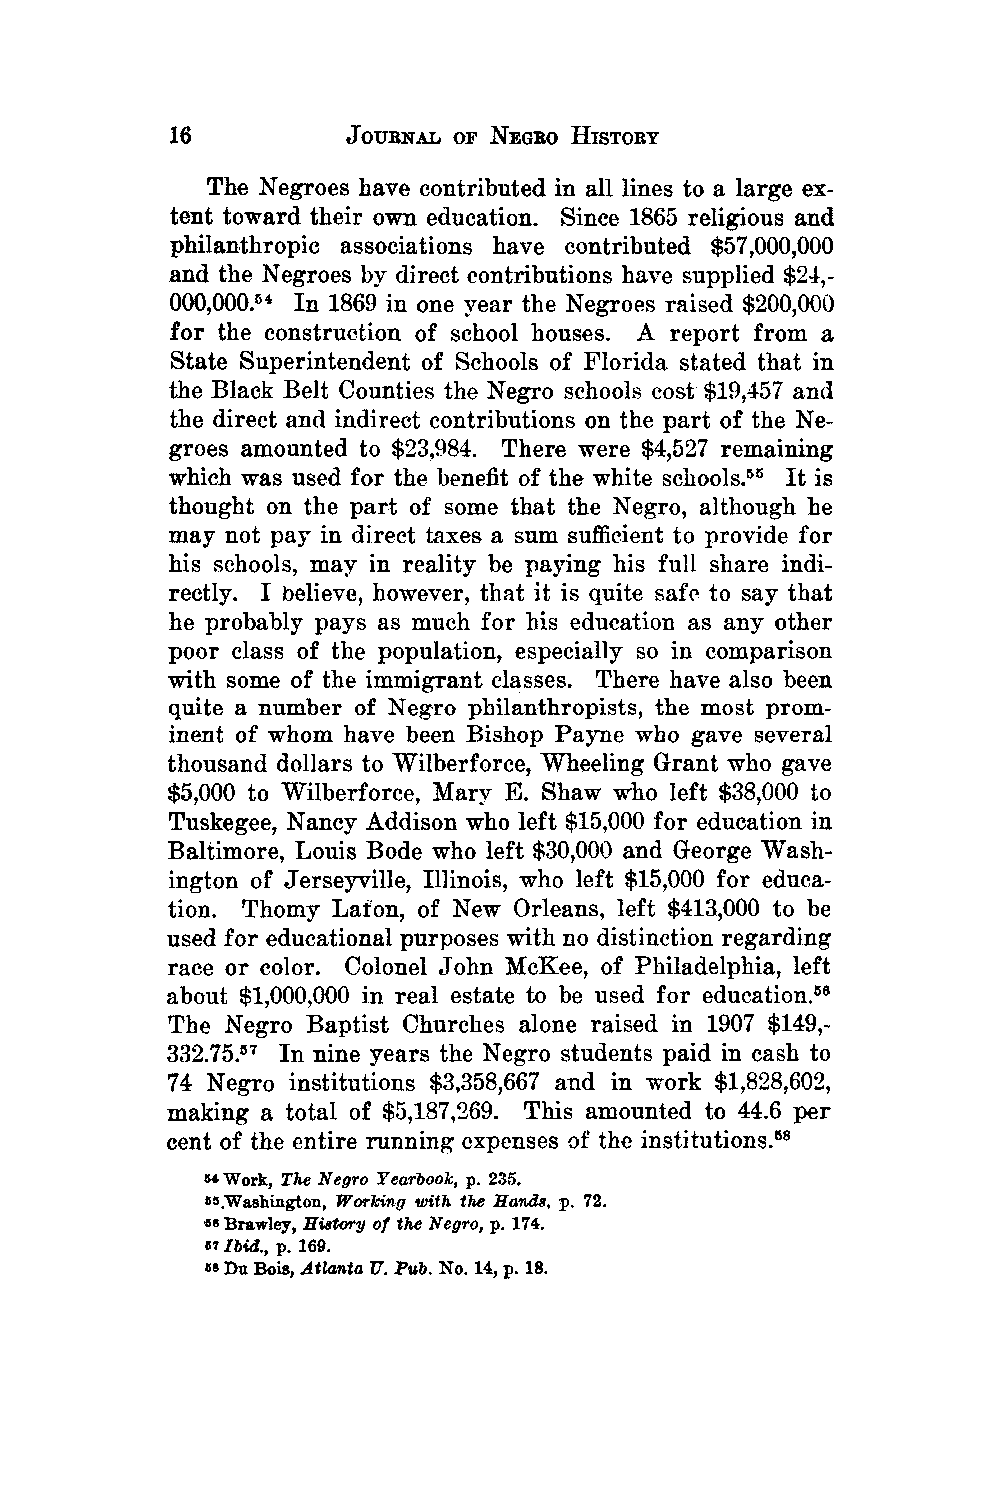 16 JOURNAL OF NEGRO HISTORY
The Negroes have contributed in all lines to a large ex-
tent toward their own education. Since 1865 religious and
philanthropic associations have contributed $57,000,000
and the Negroes by direct contributions have supplied $24,-
000,000.⁵⁴ In 1869 in one year the Negroes raised $200,000
for the construction of school houses. A report from a
State Superintendent of Schools of Florida stated that in
the Black Belt Counties the Negro schools cost $19,457 and
the direct and indirect contributions on the part of the Ne-
groes amounted to $23,984. There were $4,527 remaining
which was used for the benefit of the white schools.⁵⁵ It is
thought on the part of some that the Negro, although he
may not pay in direct taxes a sum sufficient to provide for
his schools, may in reality be paying his full share indi-
rectly. I believe, however, that it is quite safe to say that
he probably pays as much for his education as any other
poor class of the population, especially so in comparison
with some of the immigrant classes. There have also been
quite a number of Negro philanthropists, the most prom-
inent of whom have been Bishop Payne who gave several
thousand dollars to Wilberforce, Wheeling Grant who gave
$5,000 to Wilberforce, Mary E. Shaw who left $38,000 to
Tuskegee, Nancy Addison who left $15,000 for education in
Baltimore, Louis Bode who left $30,000 and George Wash-
ington of Jerseyville, Illinois, who left $15,000 for educa-
tion. Thomy Lafon, of New Orleans, left $413,000 to be
used for educational purposes with no distinction regarding
race or color. Colonel John McKee, of Philadelphia, left
about $1,000,000 in real estate to be used for education.⁵⁶
The Negro Baptist Churches alone raised in 1907 $149,-
332.75.⁵⁷ In nine years the Negro students paid in cash to
74 Negro institutions $3,358,667 and in work $1,828,602,
making a total of $5,187,269. This amounted to 44.6 per
cent of the entire running expenses of the institutions.⁵⁸
⁵⁴ Work, The Negro Yearbook, p. 235.
⁵⁵ Washington, Working with the Hands, p. 72.
⁵⁶ Brawley, History of the Negro, p. 174.
⁵⁷ Ibid., p. 169.
⁵⁸ Du Bois, Atlanta U. Pub. No. 14, p. 18.